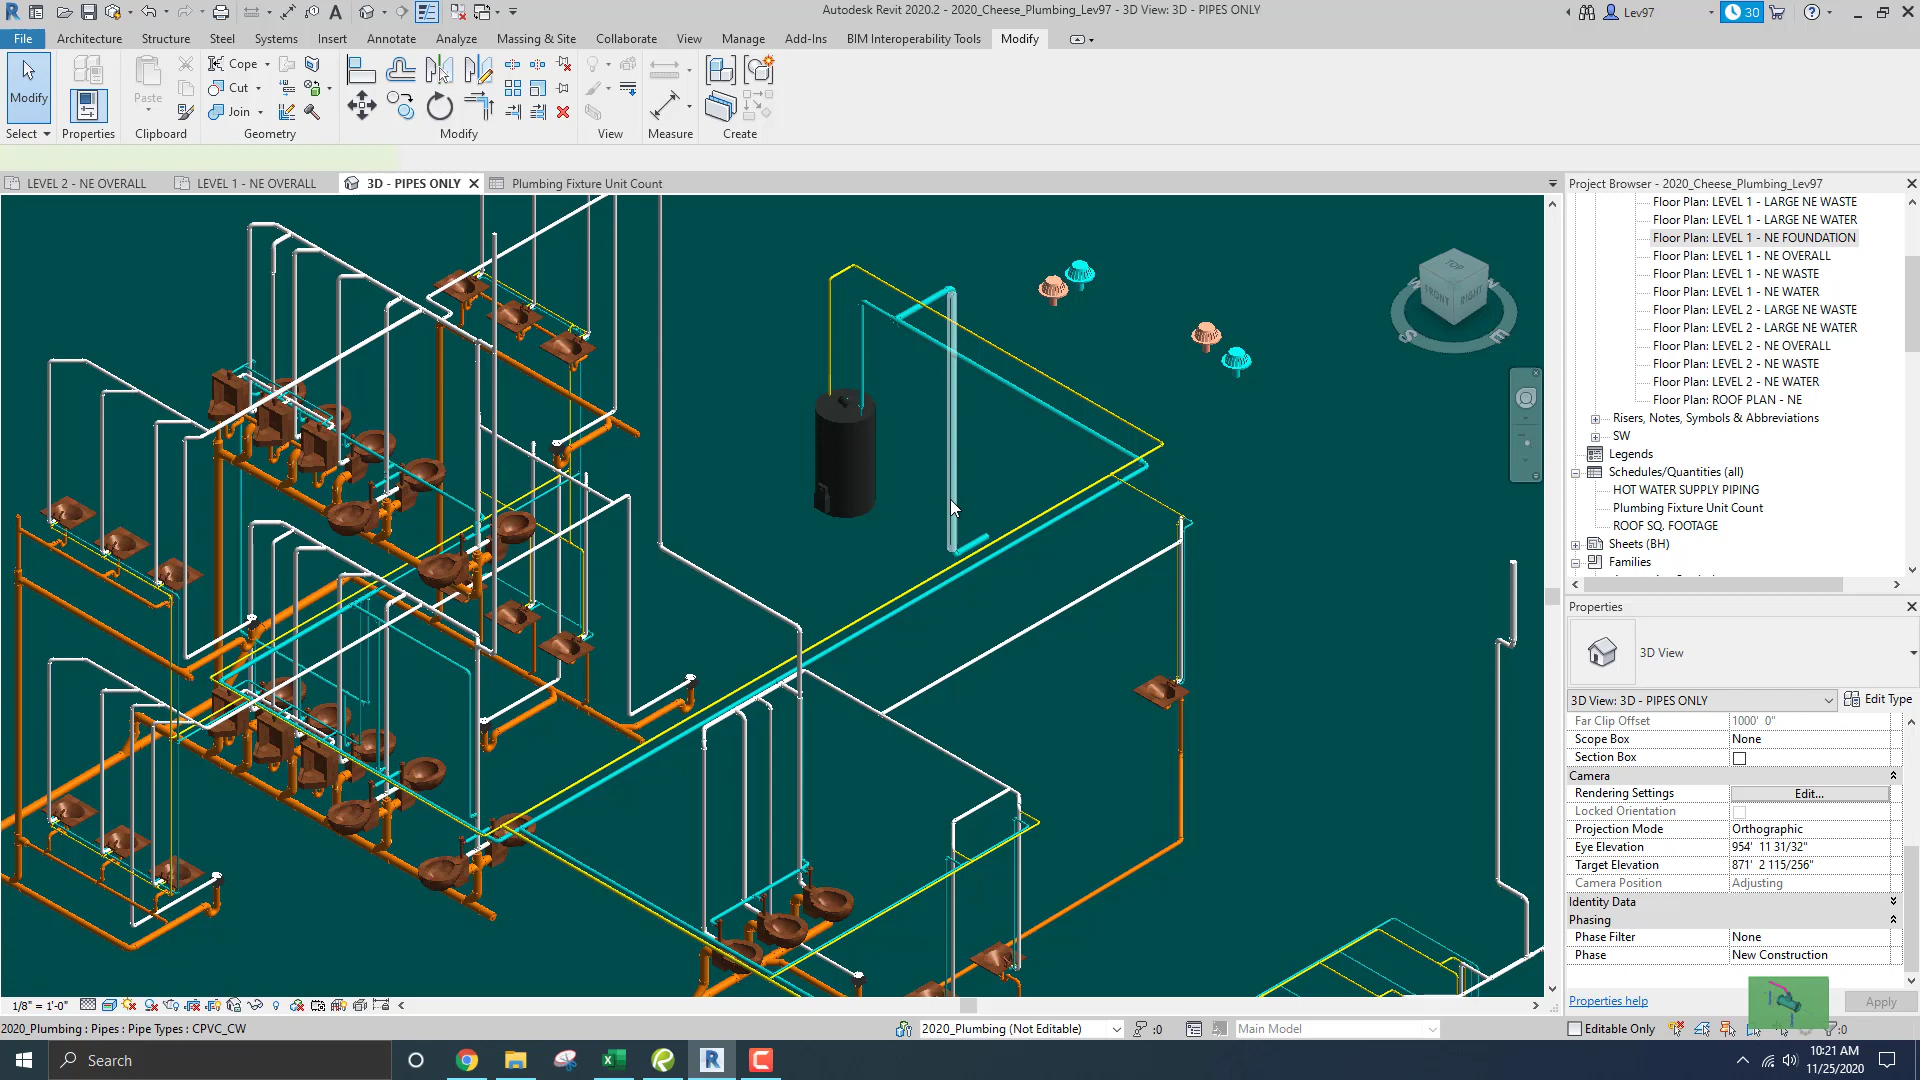 Autodesk Revit 2020.2 - 2020_Cheese_Plumbing_Lev97 - 3D View: 3D - PIPES ONLY
Lev97
30
File Architecture Structure Steel Systems Insert Annotate Analyze Massing & Site Collaborate View Manage Add-Ins BIM Interoperability Tools Modify
Modify
Paste
Cope
Cut
Join
Select Properties Clipboard Geometry Modify View Measure Create
LEVEL 2 - NE OVERALL LEVEL 1 - NE OVERALL 3D - PIPES ONLY Plumbing Fixture Unit Count
TOP
FRONT
RIGHT
S
E
Project Browser - 2020_Cheese_Plumbing_Lev97
Floor Plan: LEVEL 1 - LARGE NE WASTE
Floor Plan: LEVEL 1 - LARGE NE WATER
Floor Plan: LEVEL 1 - NE FOUNDATION
Floor Plan: LEVEL 1 - NE OVERALL
Floor Plan: LEVEL 1 - NE WASTE
Floor Plan: LEVEL 1 - NE WATER
Floor Plan: LEVEL 2 - LARGE NE WASTE
Floor Plan: LEVEL 2 - LARGE NE WATER
Floor Plan: LEVEL 2 - NE OVERALL
Floor Plan: LEVEL 2 - NE WASTE
Floor Plan: LEVEL 2 - NE WATER
Floor Plan: ROOF PLAN - NE
Risers, Notes, Symbols & Abbreviations
SW
Legends
Schedules/Quantities (all)
HOT WATER SUPPLY PIPING
Plumbing Fixture Unit Count
ROOF SQ. FOOTAGE
Sheets (BH)
Families
Properties
3D View
3D View: 3D - PIPES ONLY Edit Type
Far Clip Offset 1000' 0"
Scope Box None
Section Box
Camera
Rendering Settings Edit...
Locked Orientation
Projection Mode Orthographic
Eye Elevation 954' 11 31/32"
Target Elevation 871' 2 115/256"
Camera Position Adjusting
Identity Data
Phasing
Phase Filter None
Phase New Construction
Properties help Apply
1/8" = 1'-0"
2020_Plumbing : Pipes : Pipe Types : CPVC_CW
2020_Plumbing (Not Editable) :0 Main Model Editable Only :0
Search
10:21 AM
11/25/2020